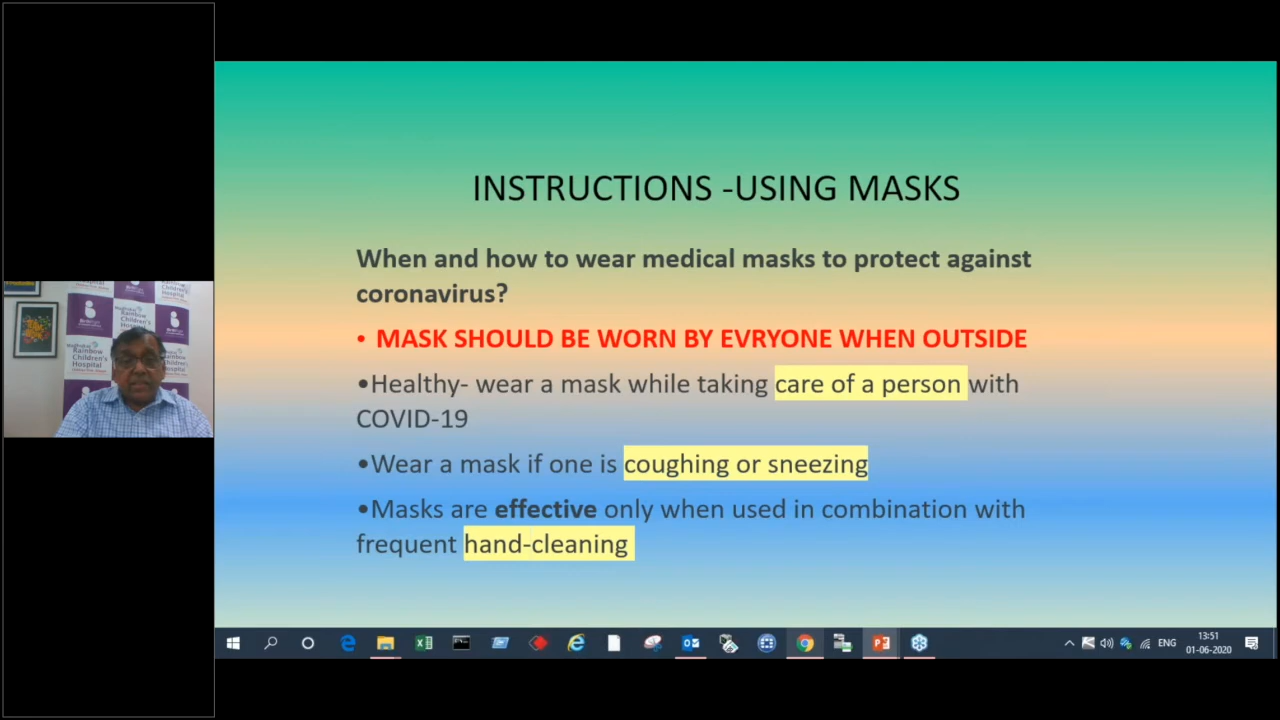 INSTRUCTIONS -USING MASKS
When and how to wear medical masks to protect against
coronavirus?
• MASK SHOULD BE WORN BY EVRYONE WHEN OUTSIDE
•Healthy- wear a mask while taking care of a person with
COVID-19
•Wear a mask if one is coughing or sneezing
•Masks are effective only when used in combination with
frequent hand-cleaning
Rainbow
Children's
Hospital
ENG
13:51
01-06-2020